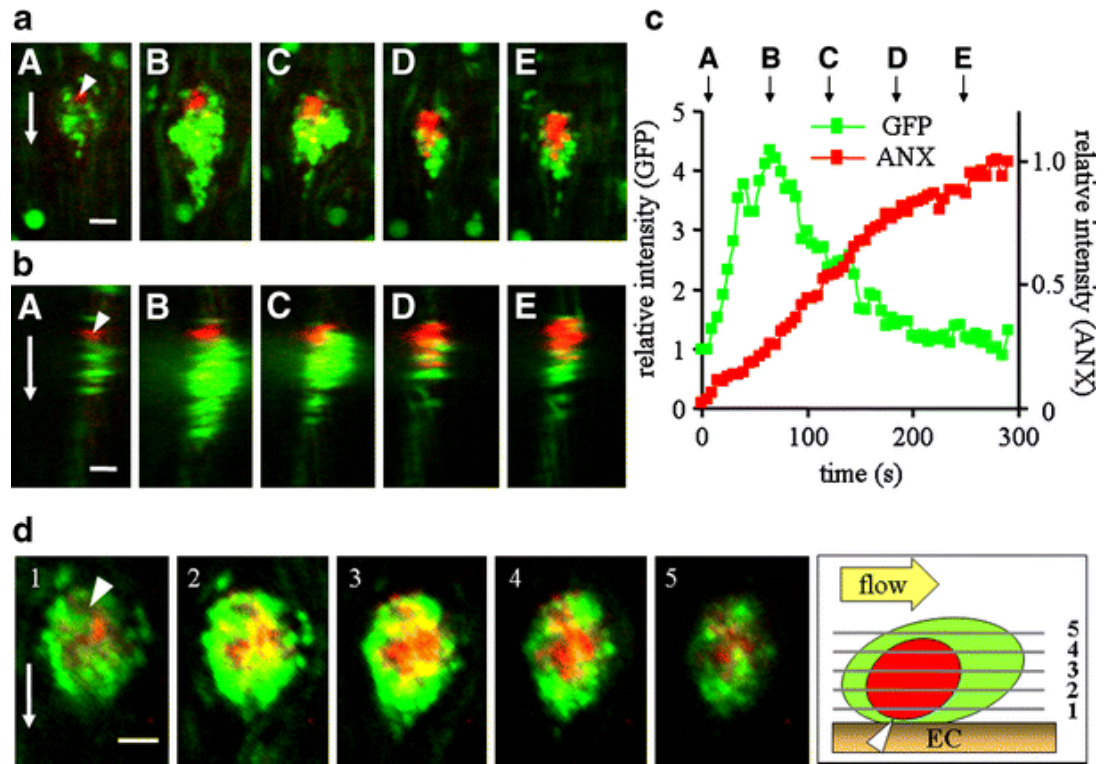 a
A B C D E
b
A B C D E
c
A B C D E
relative intensity (GFP)
5
4
3
2
1
0
GFP
ANX
1.0
0.5
0
relative intensity (ANX)
0 100 200 300
time (s)
d
1 2 3 4 5
flow
5
4
3
2
1
EC